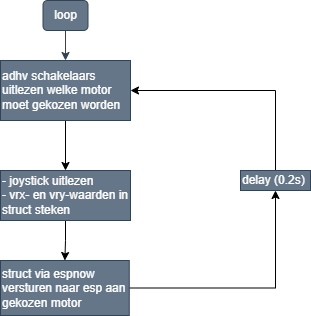 loop
adhv schakelaars
uitlezen welke motor
moet gekozen worden
- joystick uitlezen
- vrx- en vry-waarden in
struct steken
delay (0.2s)
struct via espnow
versturen naar esp aan
gekozen motor